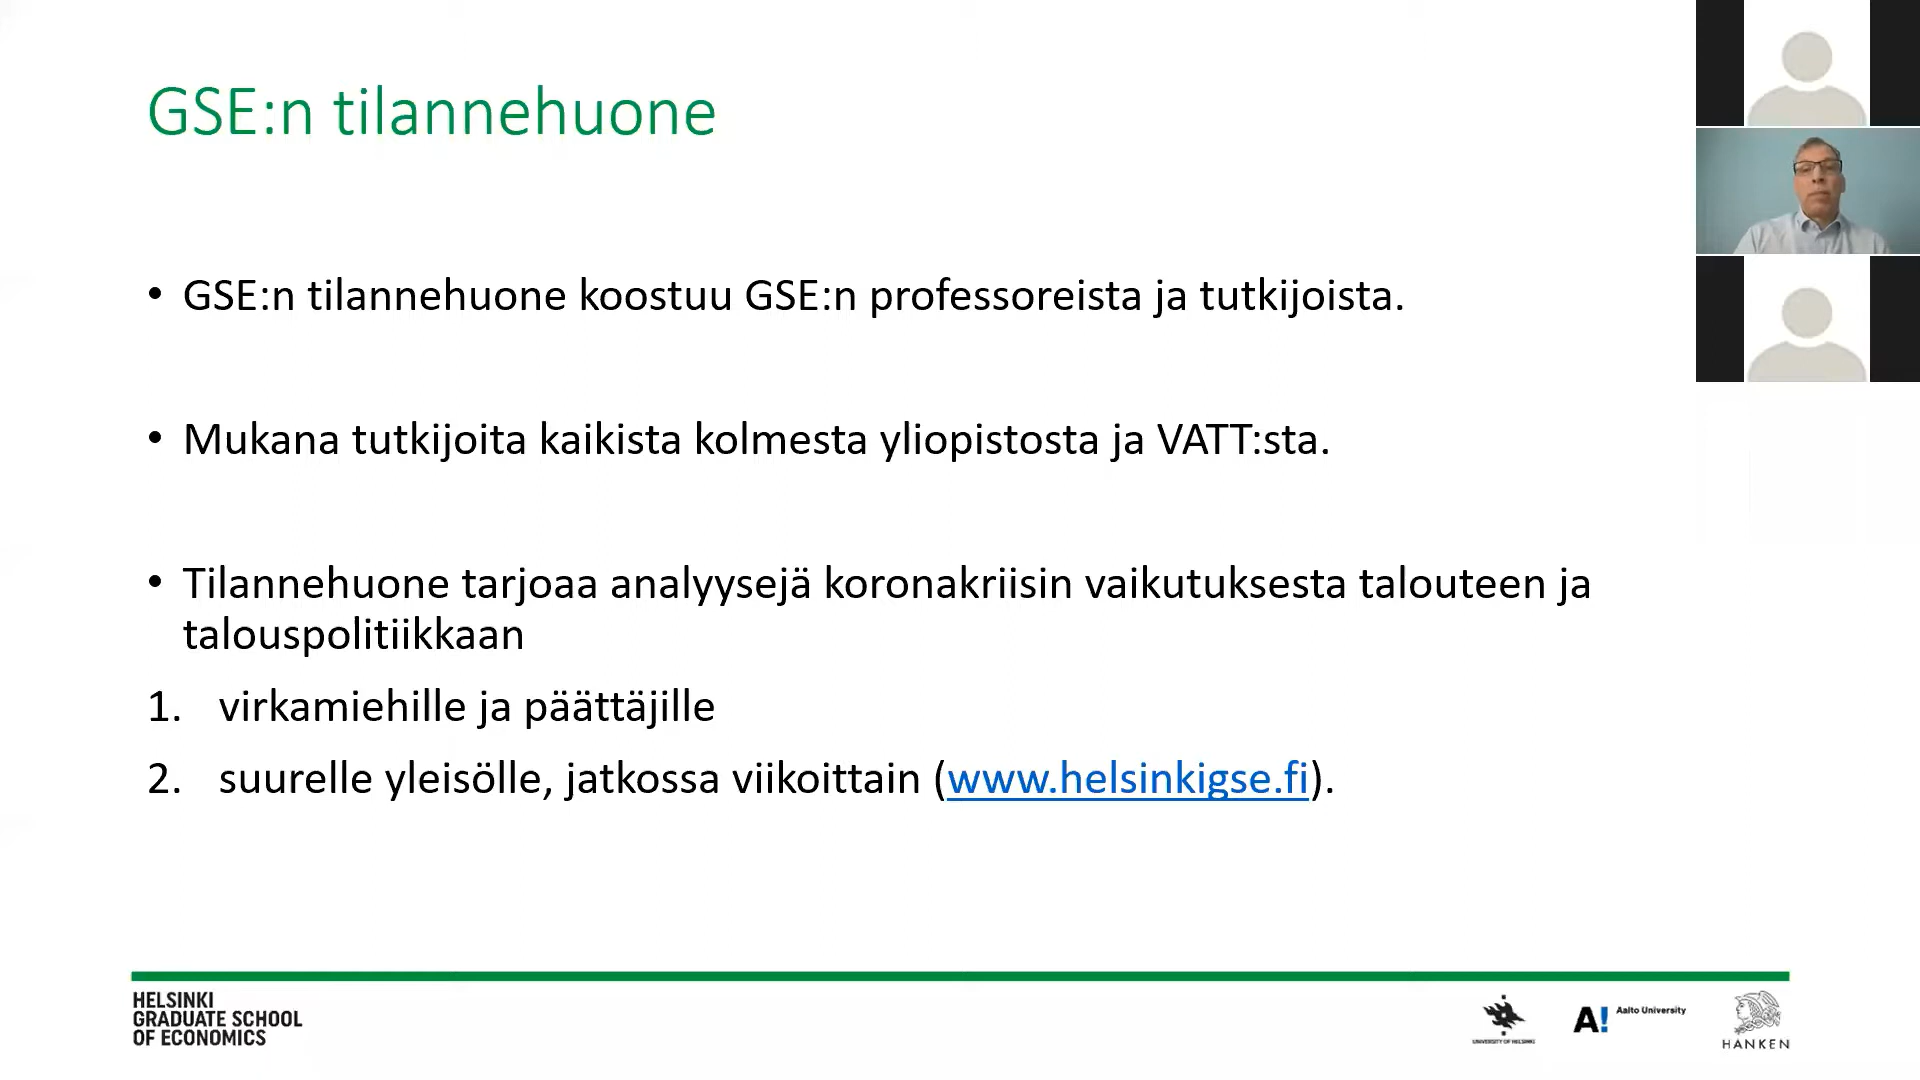 GSE:n tilannehuone
• GSE:n tilannehuone koostuu GSE:n professoreista ja tutkijoista.
• Mukana tutkijoita kaikista kolmesta yliopistosta ja VATT:sta.
• Tilannehuone tarjoaa analyysejä koronakriisin vaikutuksesta talouteen ja
talouspolitiikkaan
1. virkamiehille ja päättäjille
2. suurelle yleisölle, jatkossa viikoittain (www.helsinkigse.fi).
HELSINKI
GRADUATE SCHOOL
OF ECONOMICS
UNIVERSITY OF HELSINKI
A! Aalto University
HANKEN